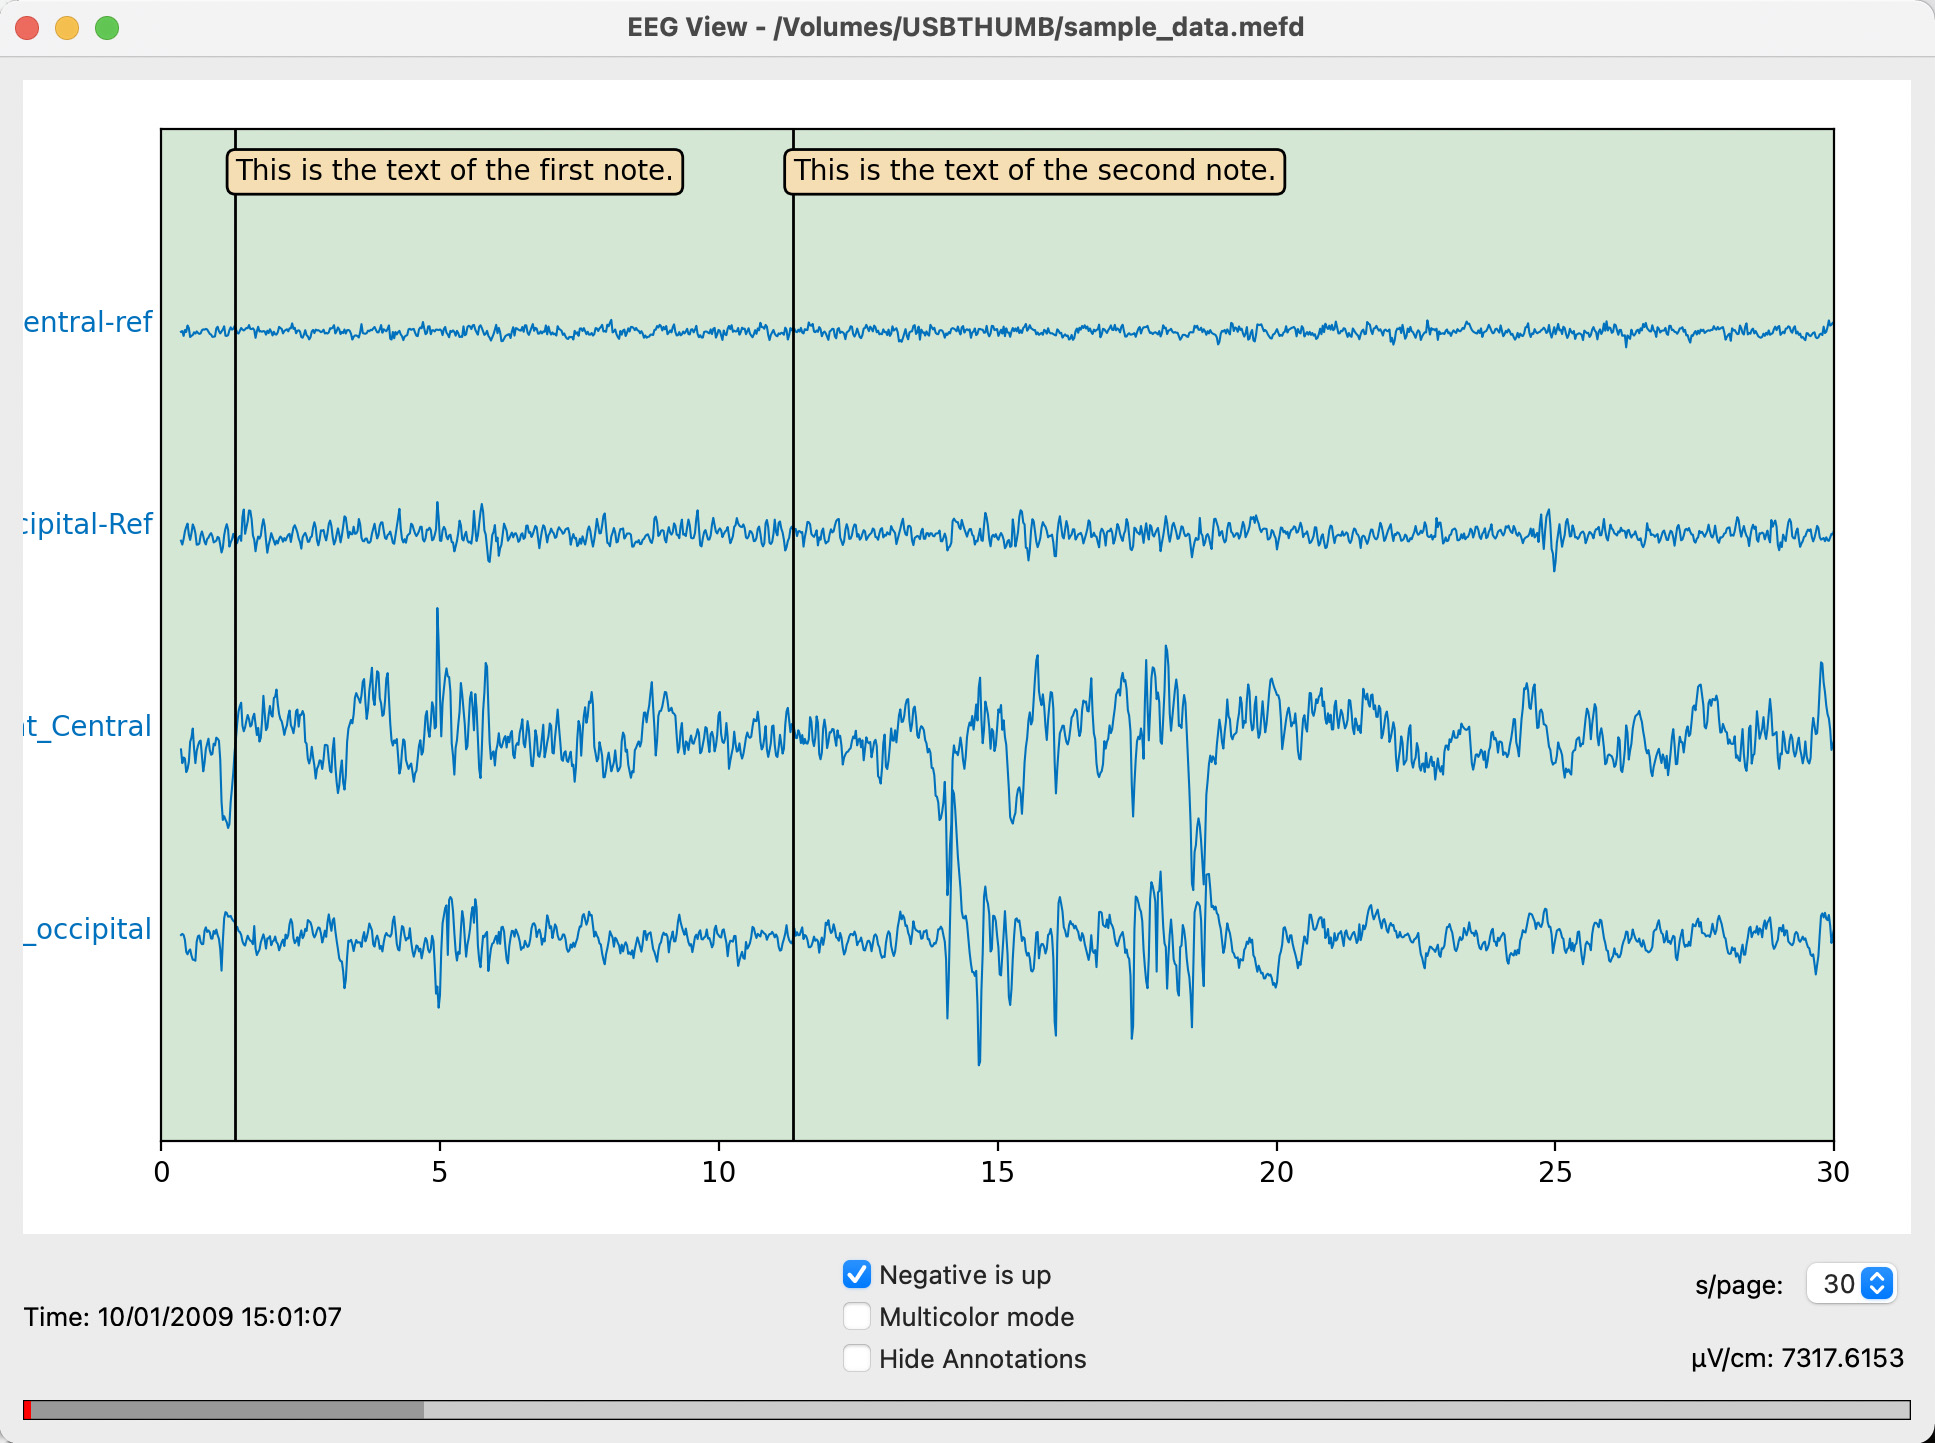 EEG View - /Volumes/USBTHUMB/sample_data.mefd
This is the text of the first note.
This is the text of the second note.
entral-ref
cipital-Ref
t_Central
_occipital
0 5 10 15 20 25 30
Negative is up
Multicolor mode
Hide Annotations
Time: 10/01/2009 15:01:07
s/page: 30
µV/cm: 7317.6153